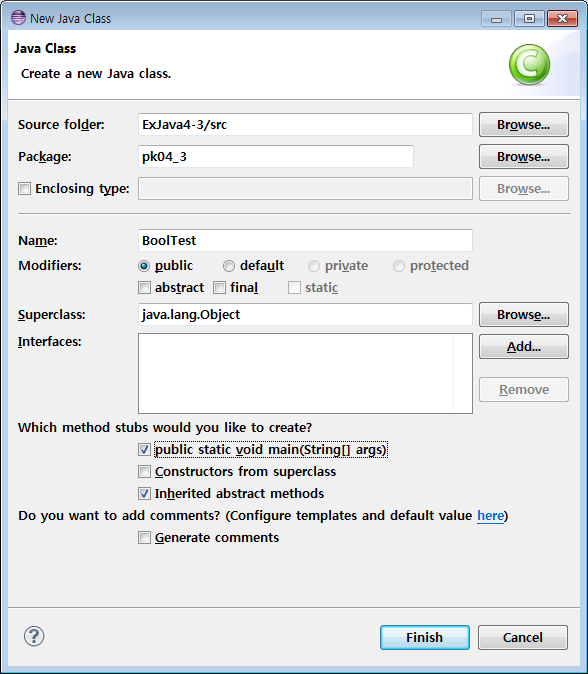 New Java Class
Java Class
Create a new Java class.
C
Source folder: ExJava4-3/src Browse...
Package: pk04_3 Browse...
Enclosing type: Browse...
Name: BoolTest
Modifiers: public default private protected
abstract final static
Superclass: java.lang.Object Browse...
Interfaces: Add...
Remove
Which method stubs would you like to create?
public static void main(String[] args)
Constructors from superclass
Inherited abstract methods
Do you want to add comments? (Configure templates and default value here)
Generate comments
? Finish Cancel